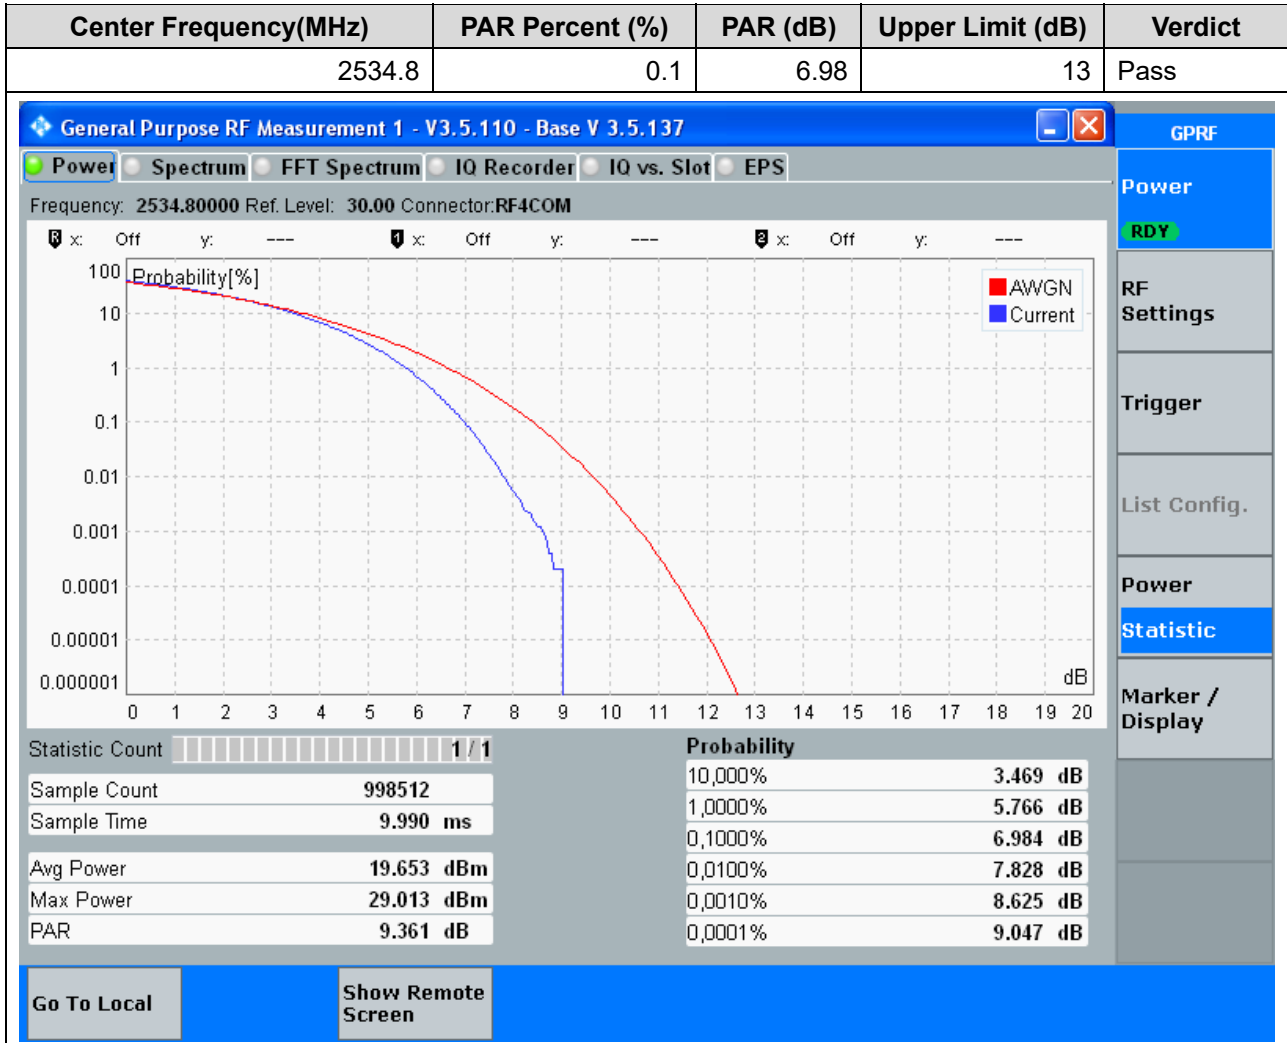 Center Frequency(MHz) PAR Percent (%) PAR (dB) Upper Limit (dB) Verdict
2534.8 0.1 6.98 13 Pass
General Purpose RF Measurement 1 - V3.5.110 - Base V 3.5.137
GPRF
Power Spectrum FFT Spectrum IQ Recorder IQ vs. Slot EPS
Frequency: 2534.80000 Ref. Level: 30.00 Connector:RF4COM
R x: Off y: --- 1 x: Off y: --- 2 x: Off y: ---
Probability[%]
AWGN
Current
100
10
1
0.1
0.01
0.001
0.0001
0.00001
0.000001
dB
0 1 2 3 4 5 6 7 8 9 10 11 12 13 14 15 16 17 18 19 20
Statistic Count 1 / 1
Sample Count 998512
Sample Time 9.990 ms
Avg Power 19.653 dBm
Max Power 29.013 dBm
PAR 9.361 dB
Probability
10,000% 3.469 dB
1,0000% 5.766 dB
0,1000% 6.984 dB
0,0100% 7.828 dB
0,0010% 8.625 dB
0,0001% 9.047 dB
Power
RDY
RF
Settings
Trigger
List Config.
Power
Statistic
Marker /
Display
Go To Local
Show Remote
Screen